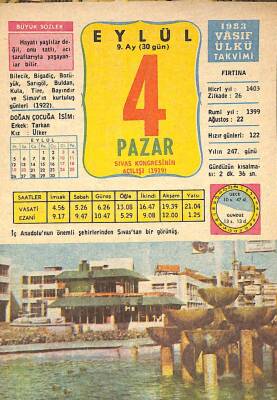 BÜYÜK SÖZLER
Hayatı yaşlılar değil, onu tatlı, acı taraflarıyla yaşayanlar bilir.
Bilecik, Bigadiç, Bozüyük, Sarıgöl, Buldan, Kula, Tire, Bayındır ve Simav'ın kurtuluş günleri (1922).
DOĞAN ÇOCUĞA İSİM:
Erkek: Tarkan
Kız : Ülker
EYLÜL
EYLÜL
9. Ay (30 gün)
4
PAZAR
SIVAS KONGRESİNİN
AÇILIŞI (1919)
1983
VASIF
ÜLKÜ
TAKVİMİ
FIRTINA
Hicri yıl : 1403
Zilkade : 26
Rumi yıl : 1399
Ağustos : 22
Hızır günleri: 122
Yılın 247. günü
Gündüzün kısalması: 2 dk. 36 sn.
SAATLER İmsak Sabah Güneş Öğle İkindi Akşam Yatsı
VASATİ 4.56 5.26 6.26 13.08 16.47 19.39 21.04
EZANİ 9.17 9.47 10.47 5.29 9.08 12.00 1.25
İç Anadolu'nun önemli şehirlerinden Sivas'tan bir görünüş.